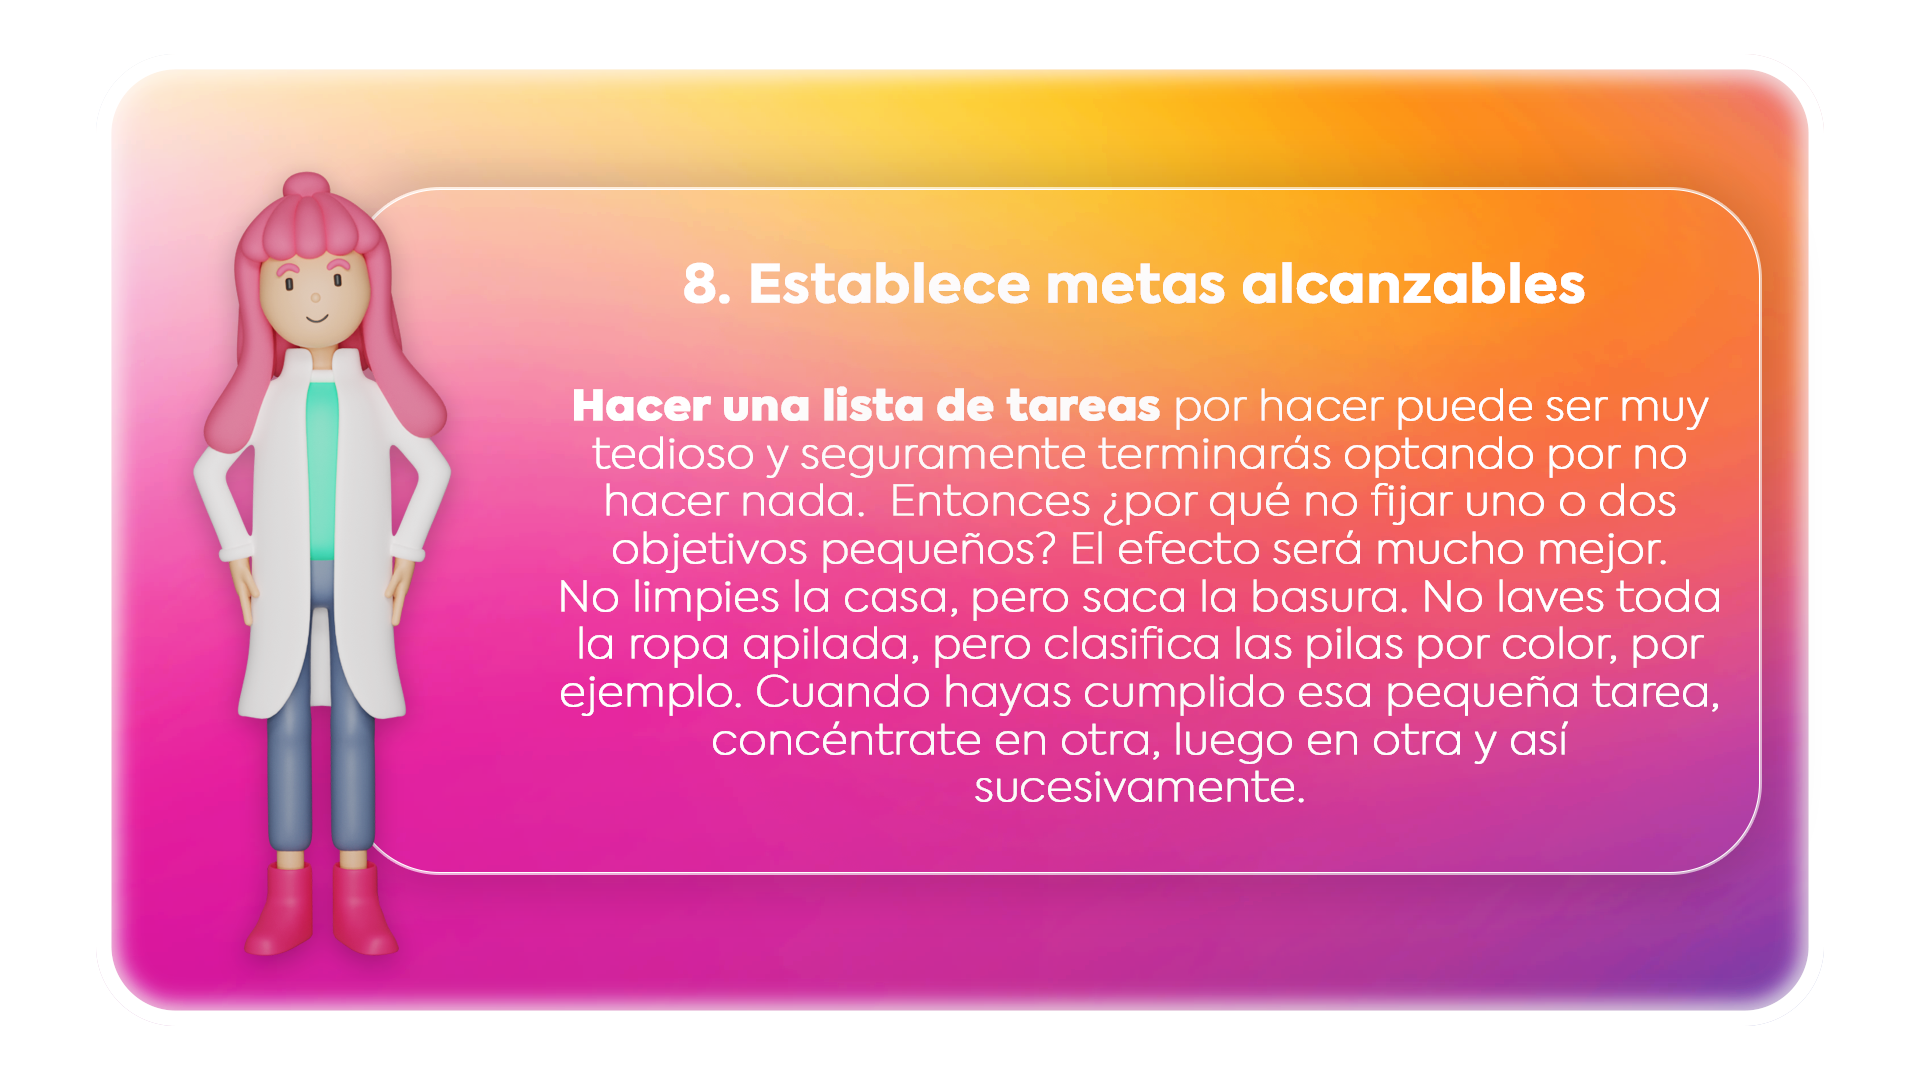 8. Establece metas alcanzables
Hacer una lista de tareas por hacer puede ser muy
tedioso y seguramente terminarás optando por no
hacer nada.  Entonces ¿por qué no fijar uno o dos
objetivos pequeños? El efecto será mucho mejor.
No limpies la casa, pero saca la basura. No laves toda
la ropa apilada, pero clasifica las pilas por color, por
ejemplo. Cuando hayas cumplido esa pequeña tarea,
concéntrate en otra, luego en otra y así
sucesivamente.